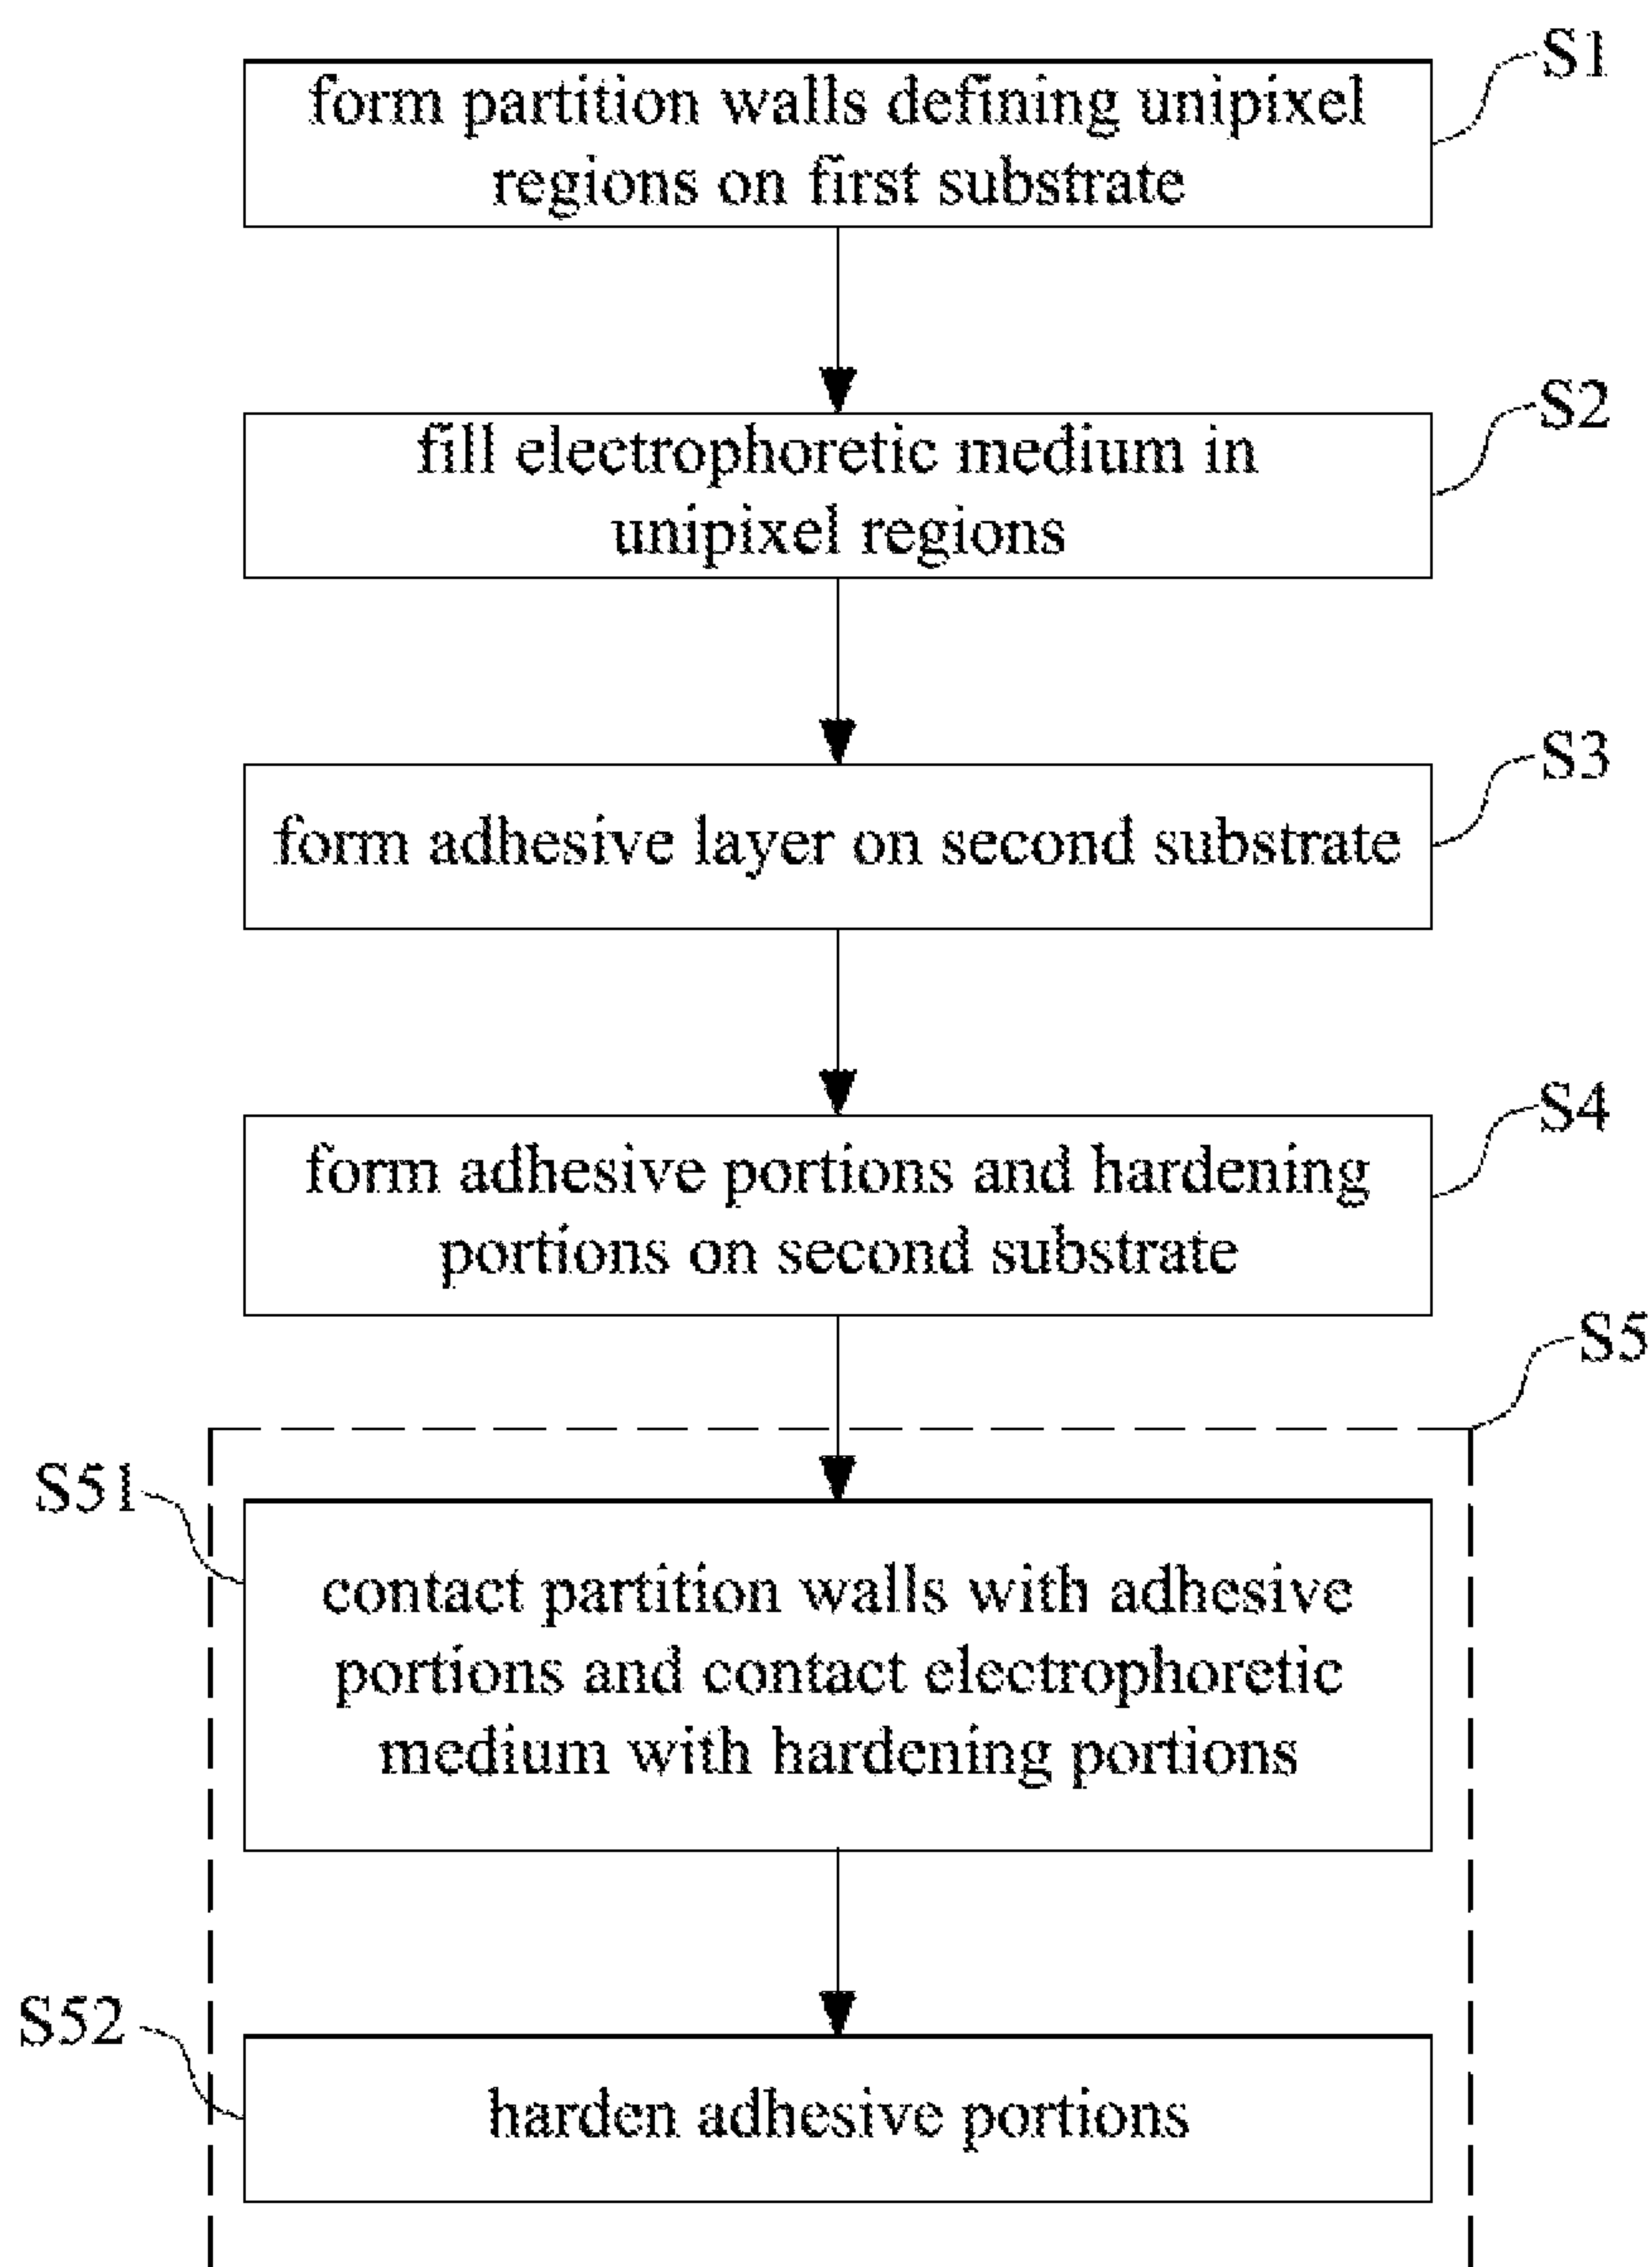 S1
form partition walls defining unipixel
regions on first substrate
S2
fill electrophoretic medium in
unipixel regions
S3
form adhesive layer on second substrate
S4
form adhesive portions and hardening
portions on second substrate
S5
S51
contact partition walls with adhesive
portions and contact electrophoretic
medium with hardening portions
S52
harden adhesive portions